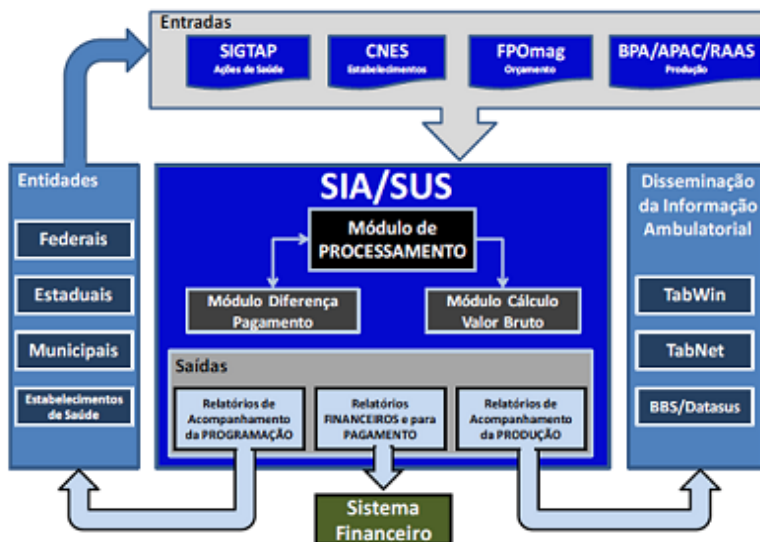 Entradas
SIGTAP
Ações de Saúde
CNES
Estabelecimentos
FPOmag
Orçamento
BPA/APAC/RAAS
Produção
Entidades
Federais
Estaduais
Municipais
Estabelecimentos
de Saúde
SIA/SUS
Módulo de
PROCESSAMENTO
Módulo Diferença
Pagamento
Módulo Cálculo
Valor Bruto
Saídas
Relatórios de
Acompanhamento
da PROGRAMAÇÃO
Relatórios
FINANCEIROS e para
PAGAMENTO
Relatórios de
Acompanhamento
da PRODUÇÃO
Sistema
Financeiro
Disseminação
da Informação
Ambulatorial
TabWin
TabNet
BBS/Datasus